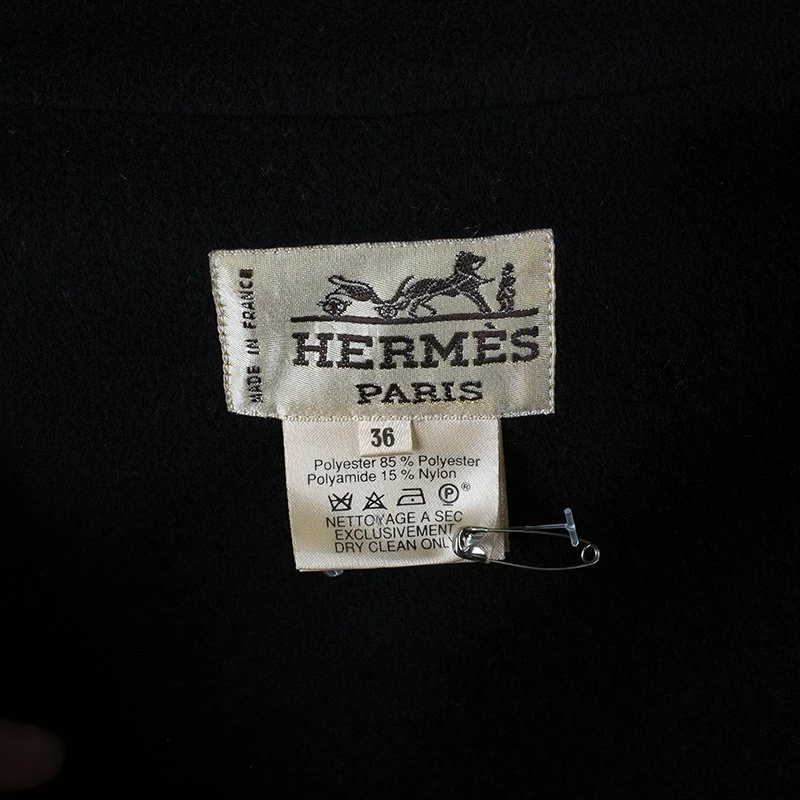 MADE IN FRANCE
HERMÈS
PARIS
36
Polyester 85 % Polyester
Polyamide 15 % Nylon
P®
NETTOYAGE A SEC
EXCLUSIVEMENT
DRY CLEAN ONLY